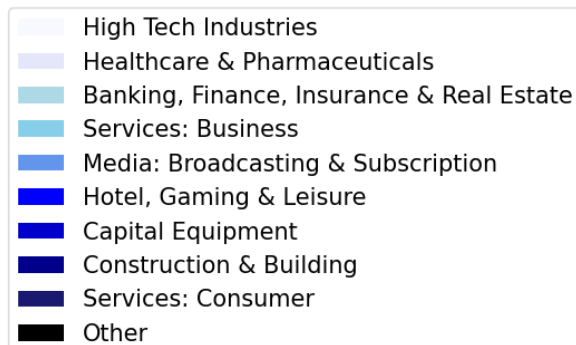 High Tech Industries
Healthcare & Pharmaceuticals
Banking, Finance, Insurance & Real Estate
Services: Business
Media: Broadcasting & Subscription
Hotel, Gaming & Leisure
Capital Equipment
Construction & Building
Services: Consumer
Other